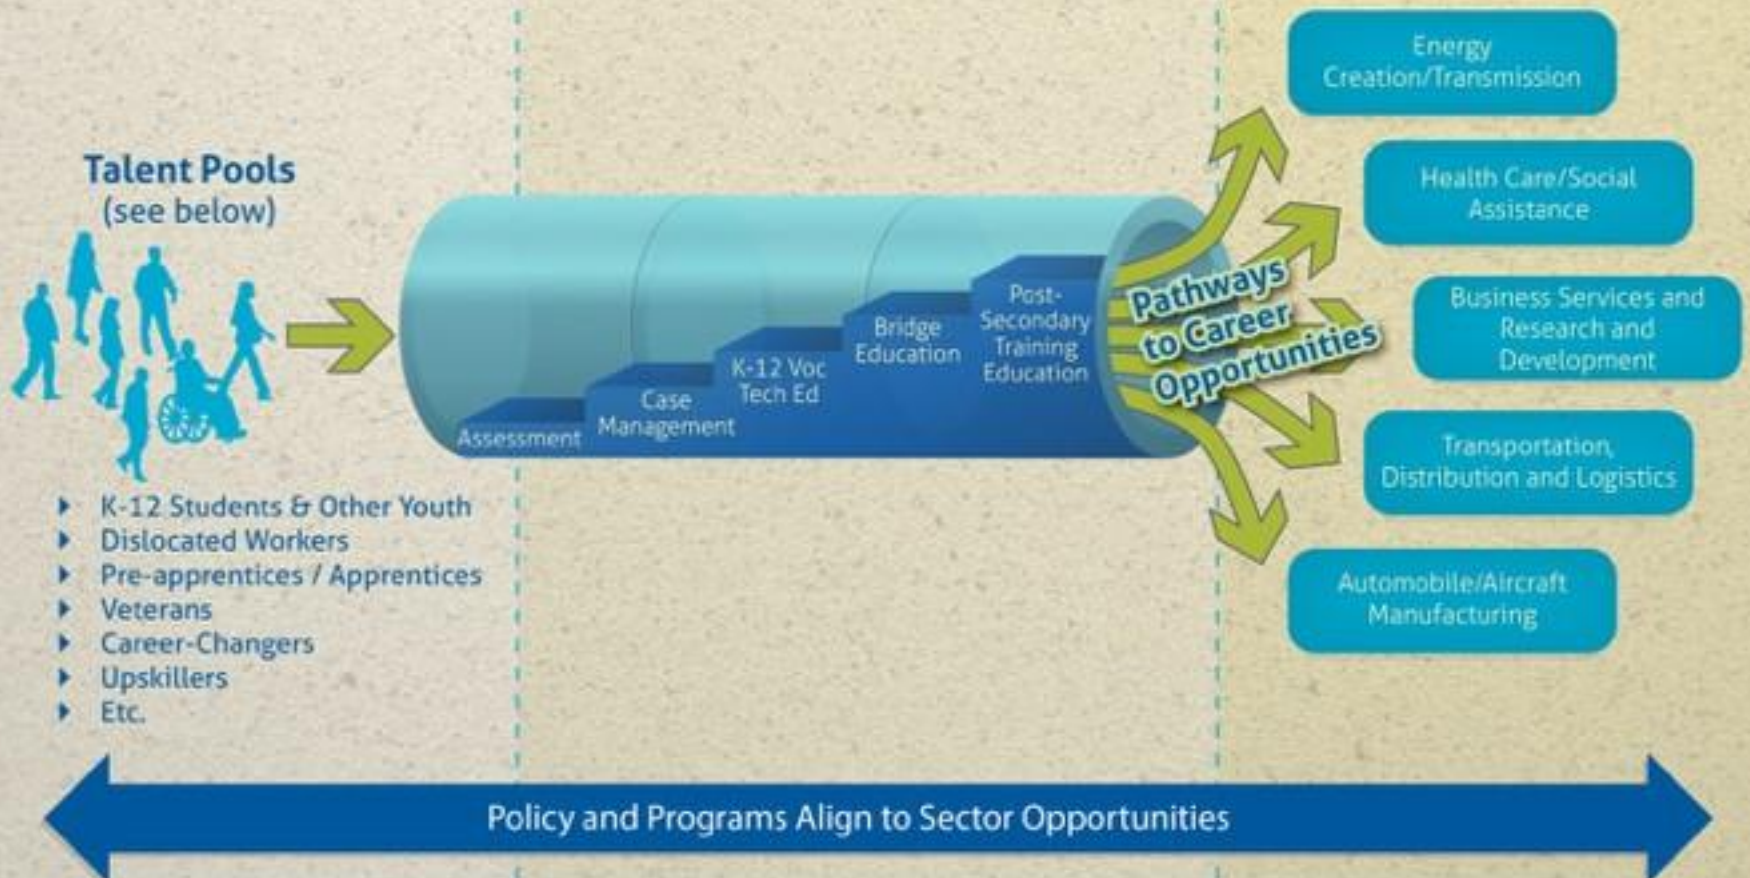 Talent Pools
(see below)
K-12 Students & Other Youth
Dislocated Workers
Pre-apprentices / Apprentices
Veterans
Career-Changers
Upskillers
Etc.
Assessment
Case
Management
K-12 Voc
Tech Ed
Bridge
Education
Post-
Secondary
Training
Education
Pathways
to Career
Opportunities
Energy
Creation/Transmission
Health Care/Social
Assistance
Business Services and
Research and
Development
Transportation,
Distribution and Logistics
Automobile/Aircraft
Manufacturing
Policy and Programs Align to Sector Opportunities